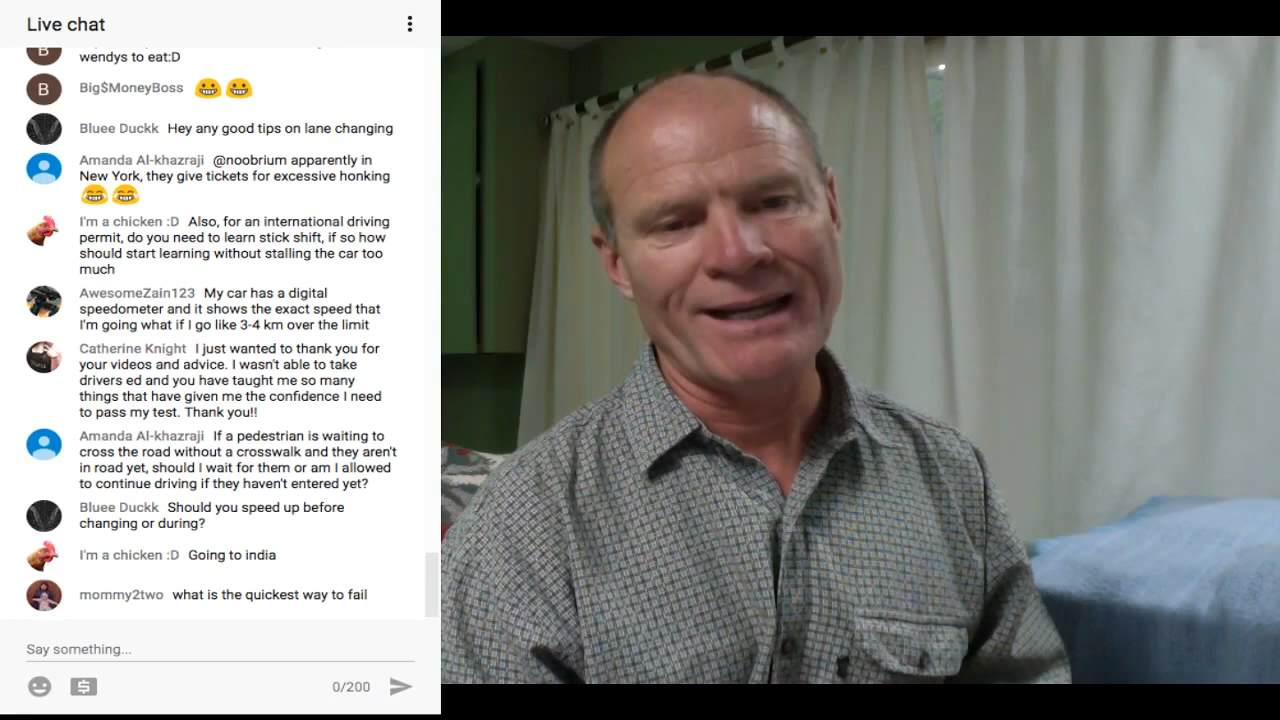 Live chat
wendys to eat:D
B
B
Big$MoneyBoss
Bluee Duckk Hey any good tips on lane changing
Amanda Al-khazraji @noobrium apparently in
New York, they give tickets for excessive honking
I'm a chicken :D Also, for an international driving
permit, do you need to learn stick shift, if so how
should start learning without stalling the car too
much
AwesomeZain123 My car has a digital
speedometer and it shows the exact speed that
I'm going what if I go like 3-4 km over the limit
Catherine Knight I just wanted to thank you for
your videos and advice. I wasn't able to take
drivers ed and you have taught me so many
things that have given me the confidence I need
to pass my test. Thank you!!
Amanda Al-khazraji If a pedestrian is waiting to
cross the road without a crosswalk and they aren't
in road yet, should I wait for them or am I allowed
to continue driving if they haven't entered yet?
Bluee Duckk Should you speed up before
changing or during?
I'm a chicken :D Going to india
mommy2two what is the quickest way to fail
Say something...
$
0/200